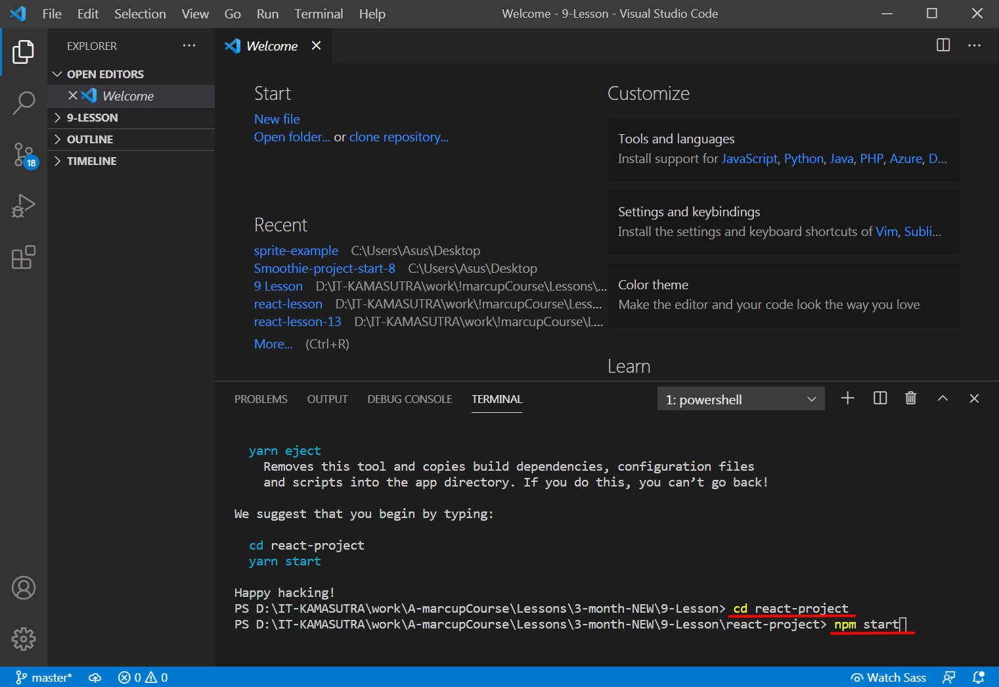 File Edit Selection View Go Run Terminal Help Welcome - 9-Lesson - Visual Studio Code
EXPLORER
Welcome
OPEN EDITORS
Welcome
9-LESSON
OUTLINE
TIMELINE
18
Start
New file
Open folder... or clone repository...
Recent
sprite-example C:\Users\Asus\Desktop
Smoothie-project-start-8 C:\Users\Asus\Desktop
9 Lesson D:\IT-KAMASUTRA\work\!marcupCourse\Lessons\...
react-lesson D:\IT-KAMASUTRA\work\!marcupCourse\Less...
react-lesson-13 D:\IT-KAMASUTRA\work\!marcupCourse\L...
More... (Ctrl+R)
Customize
Tools and languages
Install support for JavaScript, Python, Java, PHP, Azure, D...
Settings and keybindings
Install the settings and keyboard shortcuts of Vim, Subli...
Color theme
Make the editor and your code look the way you love
Learn
PROBLEMS OUTPUT DEBUG CONSOLE TERMINAL 1: powershell
yarn eject
Removes this tool and copies build dependencies, configuration files
and scripts into the app directory. If you do this, you can’t go back!
We suggest that you begin by typing:
cd react-project
yarn start
Happy hacking!
PS D:\IT-KAMASUTRA\work\A-marcupCourse\Lessons\3-month-NEW\9-Lesson> cd react-project
PS D:\IT-KAMASUTRA\work\A-marcupCourse\Lessons\3-month-NEW\9-Lesson\react-project> npm start
master* 0 0 Watch Sass